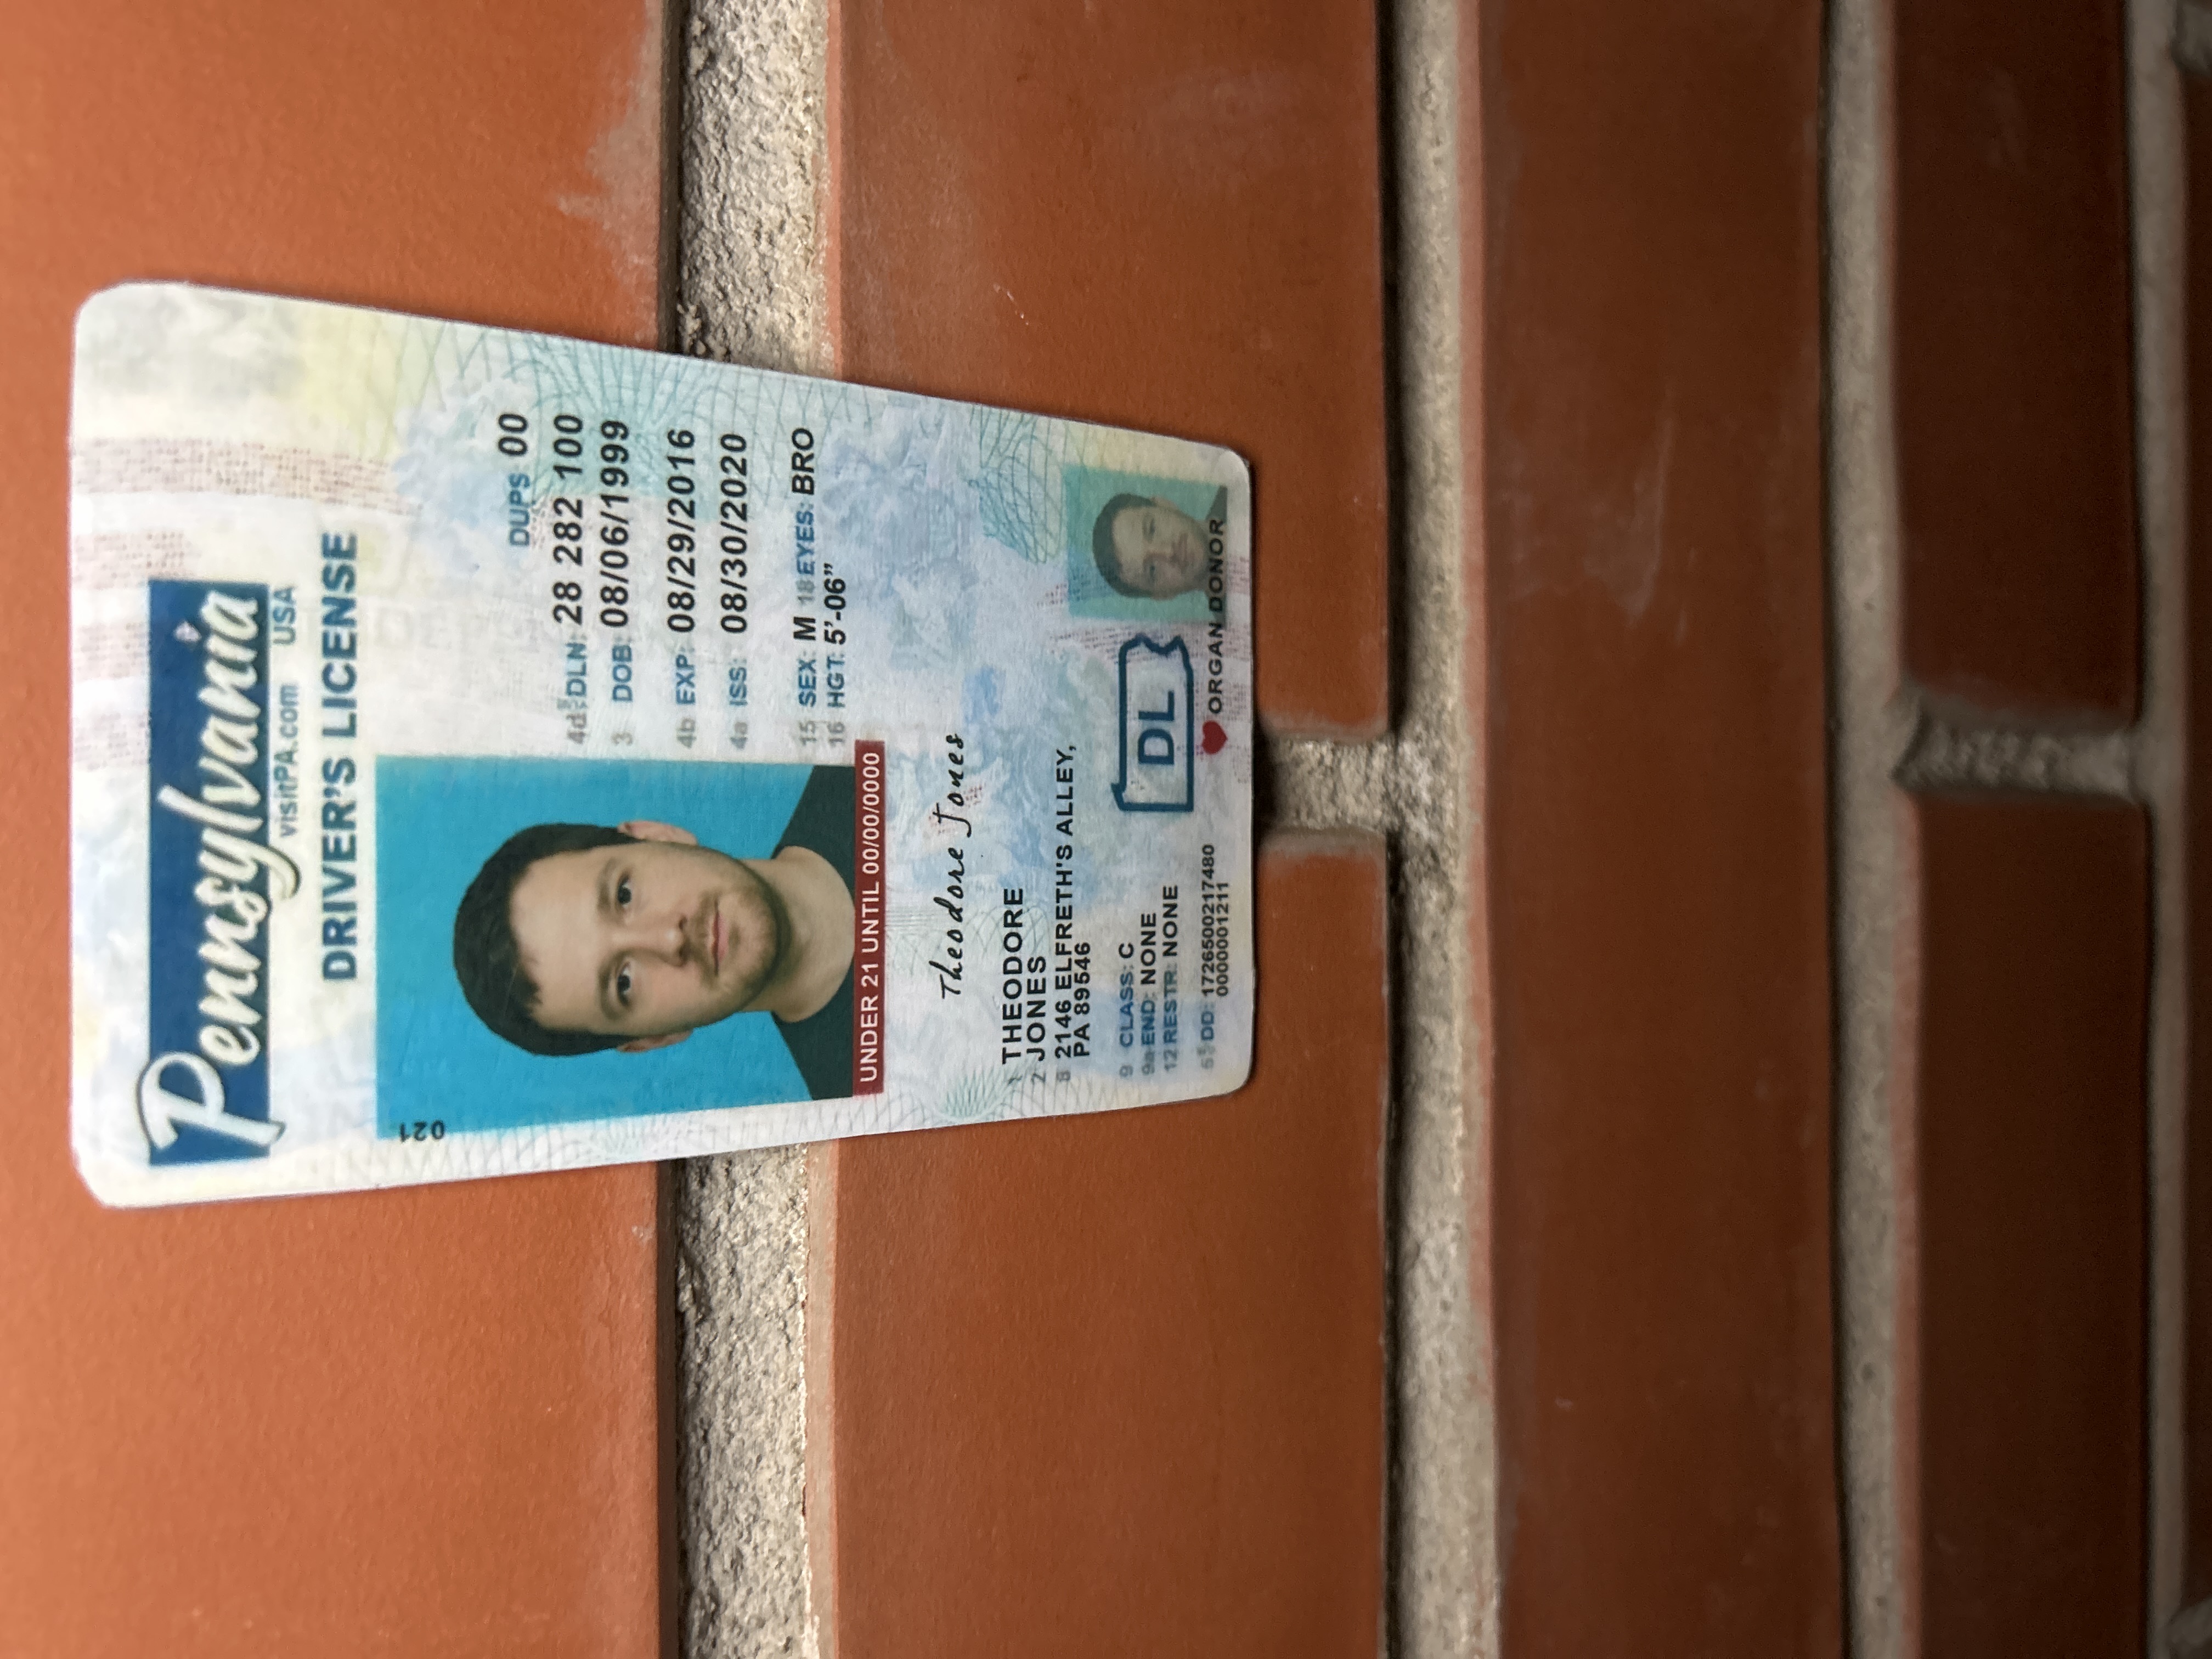 Pennsylvania
visitPA.com USA
DRIVER'S LICENSE
021
DUPS 00
4d DLN: 28 282 100
3 DOB: 08/06/1999
4b EXP: 08/29/2016
4a ISS: 08/30/2020
15 SEX: M 18 EYES: BRO
16 HGT: 5'-06"
UNDER 21 UNTIL 00/00/0000
Theodore Jones
1 THEODORE
2 JONES
8 2146 ELFRETH'S ALLEY,
PA 89546
9 CLASS: C
9a END: NONE
12 RESTR: NONE
DL
5 DD: 1726500217480
0000001211
ORGAN DONOR